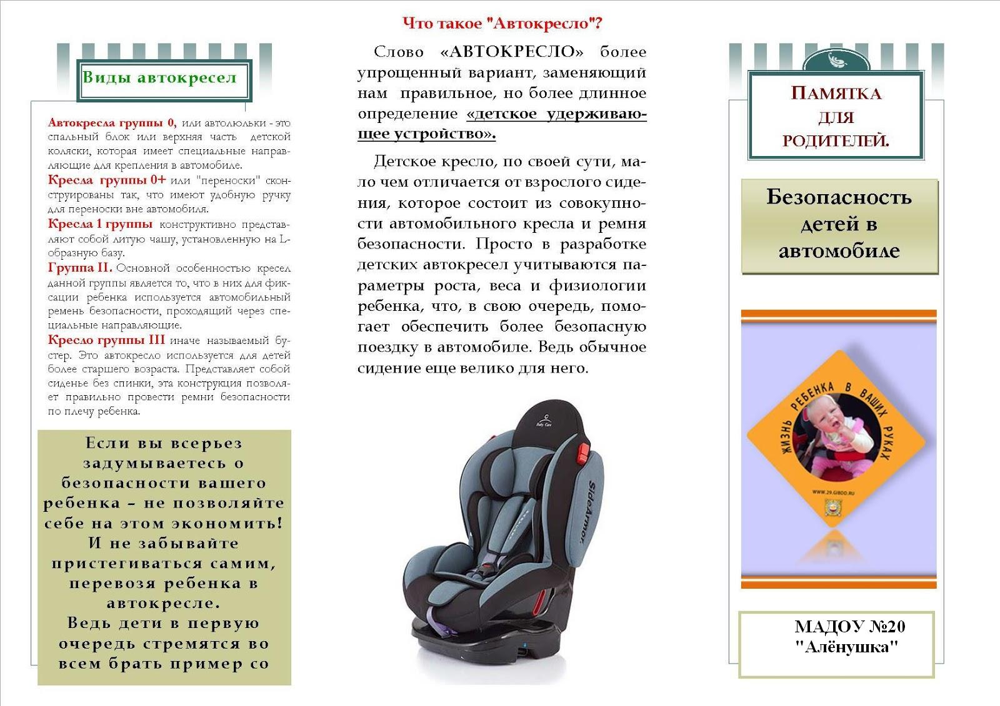 Виды автокресел
Автокресла группы 0, или автолюльки - это
спальный блок или верхняя часть детской
коляски, которая имеет специальные направ-
ляющие для крепления в автомобиле.
Кресла группы 0+ или "переноски" скон-
струированы так, что имеют удобную ручку
для переноски вне автомобиля.
Кресла 1 группы конструктивно представ-
ляют собой литую чашу, установленную на L-
образную базу.
Группа II. Основной особенностью кресел
данной группы является то, что в них для фик-
сации ребенка используется автомобильный
ремень безопасности, проходящий через спе-
циальные направляющие.
Кресло группы III иначе называемый бу-
стер. Это автокресло используется для детей
более старшего возраста. Представляет собой
сиденье без спинки, эта конструкция позволя-
ет правильно провести ремни безопасности
по плечу ребенка.
Если вы всерьез
задумываетесь о
безопасности вашего
ребенка – не позволяйте
себе на этом экономить!
И не забывайте
пристегиваться самим,
перевозя ребенка в
автокресле.
Ведь дети в первую
очередь стремятся во
всем брать пример со
Что такое "Автокресло"?
Слово «АВТОКРЕСЛО» более
упрощенный вариант, заменяющий
нам правильное, но более длинное
определение «детское удерживаю-
щее устройство».
Детское кресло, по своей сути, ма-
ло чем отличается от взрослого сиде-
ния, которое состоит из совокупно-
сти автомобильного кресла и ремня
безопасности. Просто в разработке
детских автокресел учитываются па-
раметры роста, веса и физиологии
ребенка, что, в свою очередь, помо-
гает обеспечить более безопасную
поездку в автомобиле. Ведь обычное
сидение еще велико для него.
Baby Care
SideArmor
ПАМЯТКА
ДЛЯ
РОДИТЕЛЕЙ.
Безопасность
детей в
автомобиле
ЖИЗНЬ РЕБЕНКА В ВАШИХ РУКАХ
WWW.29.GIBDD.RU
МАДОУ №20
"Алёнушка"